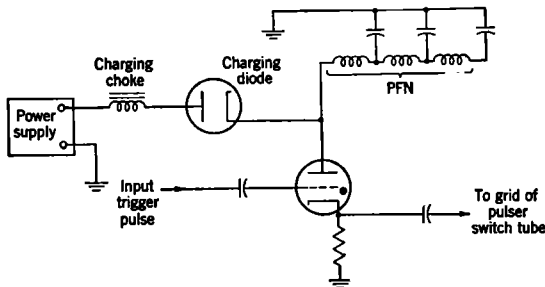 Charging
choke
Charging
diode
PFN
Power
supply
Input
trigger
pulse
To grid of
pulser
switch tube